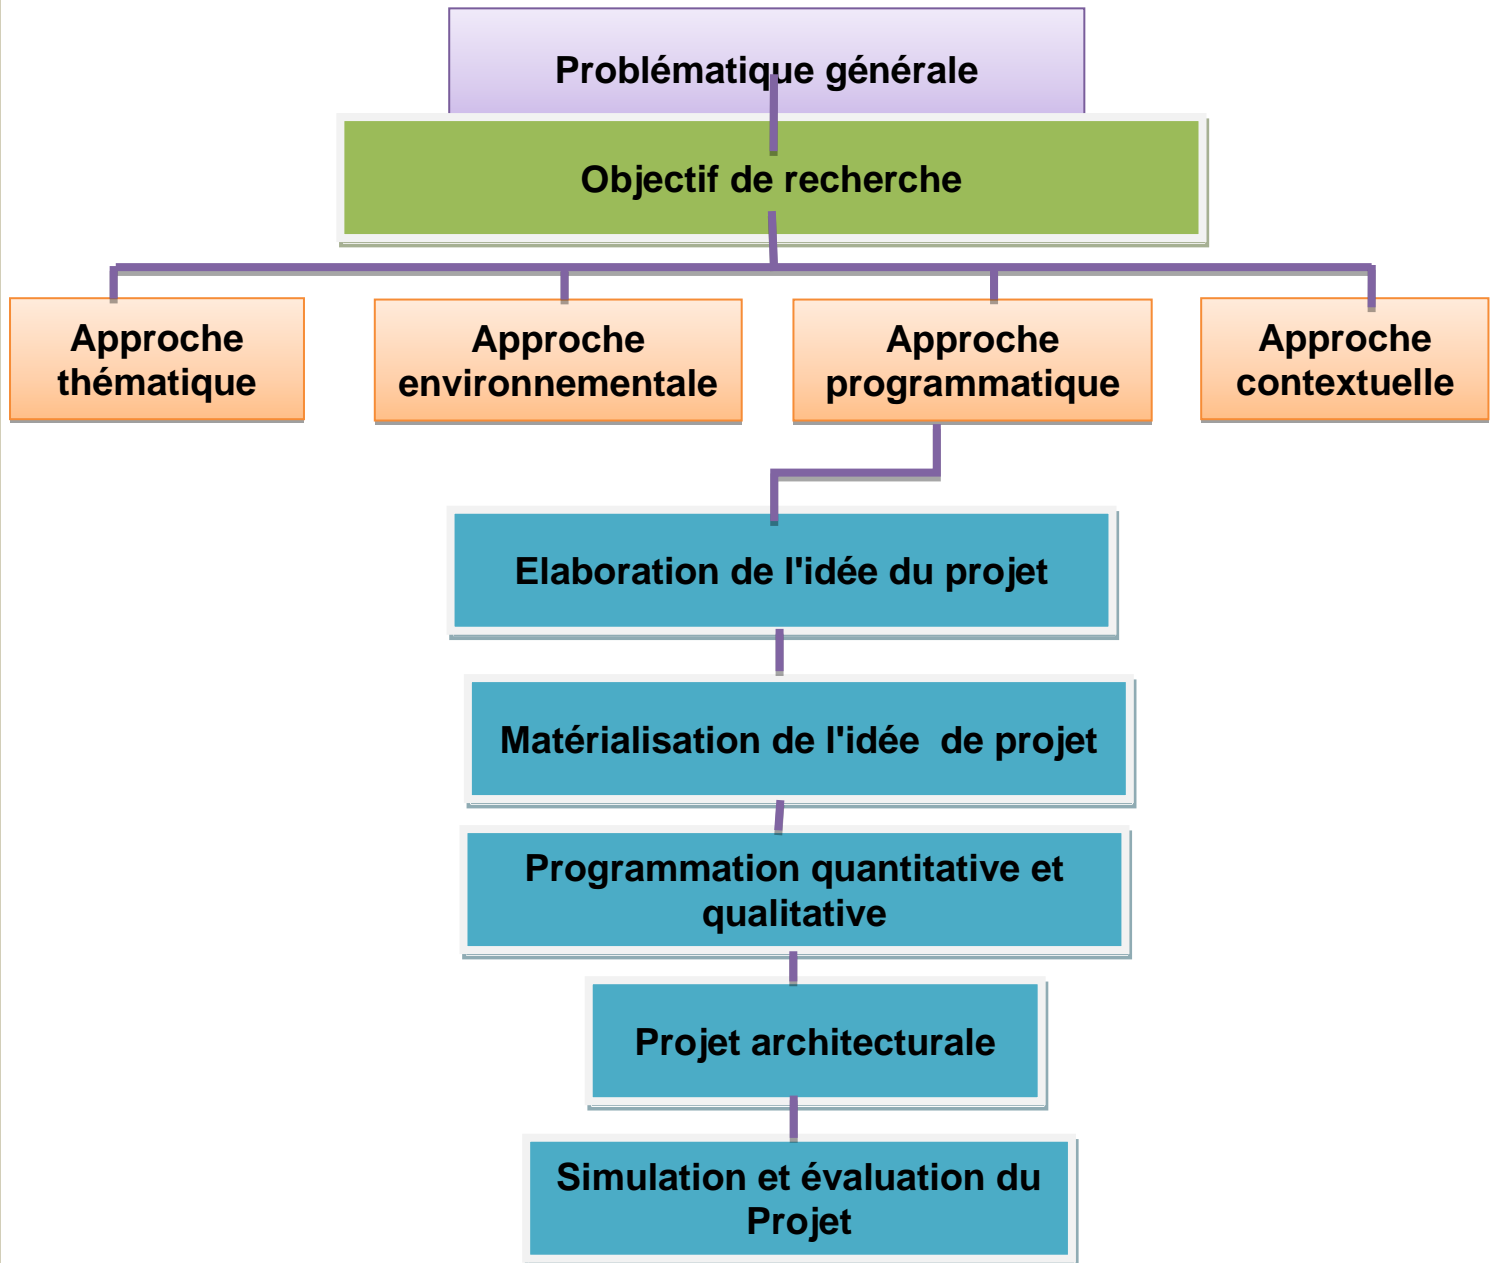 Problématique générale
Objectif de recherche
Approche
thématique
Approche
environnementale
Approche
programmatique
Approche
contextuelle
Elaboration de l'idée du projet
Matérialisation de l'idée  de projet
Programmation quantitative et
qualitative
Projet architecturale
Simulation et évaluation du
Projet